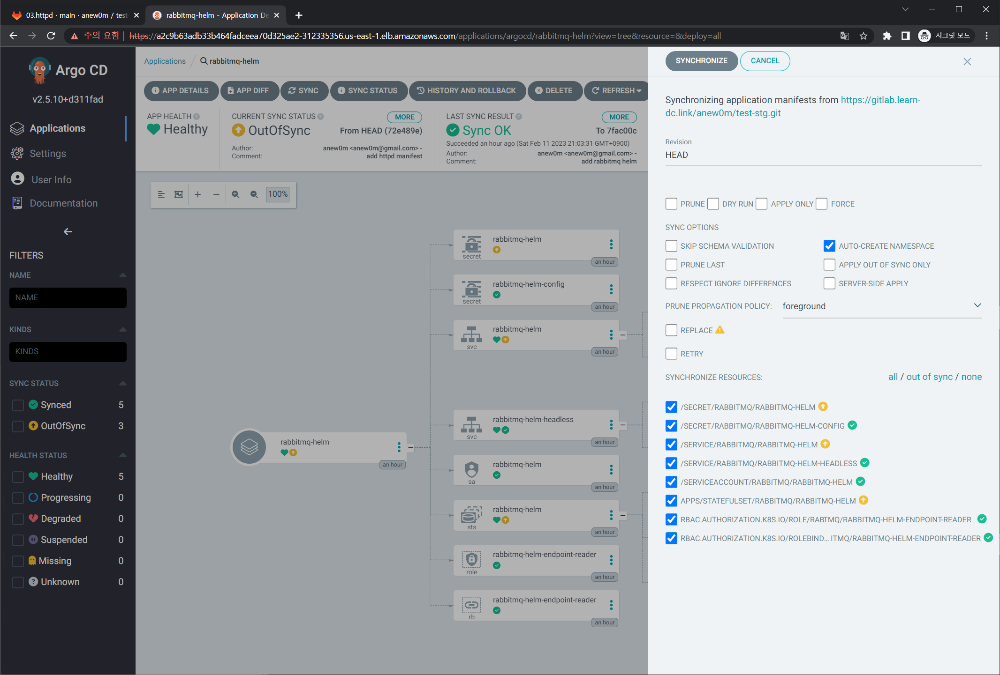 03.httpd · main · anew0m / test-
rabbitmq-helm - Application De
주의 요함 | https://a2c9b63adb33b464fadceea70d325ae2-312335356.us-east-1.elb.amazonaws.com/applications/argocd/rabbitmq-helm?view=tree&resource=&deploy=all
시크릿 모드
Argo CD
v2.5.10+d311fad
Applications
Settings
User Info
Documentation
FILTERS
NAME
NAME
KINDS
KINDS
SYNC STATUS
Synced 5
OutOfSync 3
HEALTH STATUS
Healthy 5
Progressing 0
Degraded 0
Suspended 0
Missing 0
Unknown 0
Applications / rabbitmq-helm
APP DETAILS APP DIFF SYNC SYNC STATUS HISTORY AND ROLLBACK DELETE REFRESH
APP HEALTH
Healthy
CURRENT SYNC STATUS MORE
OutOfSync From HEAD (72e489e)
Author: anew0m <anew0m@gmail.com> -
Comment: add httpd manifest
LAST SYNC RESULT MORE
Sync OK To 7fac00c
Succeeded an hour ago (Sat Feb 11 2023 21:03:31 GMT+0900)
Author: anew0m <anew0m@gmail.com> -
Comment: add rabbitmq helm
100%
rabbitmq-helm
an hour
rabbitmq-helm
secret
an hour
rabbitmq-helm-config
secret
an hour
rabbitmq-helm
svc
an hour
rabbitmq-helm-headless
svc
an hour
rabbitmq-helm
sa
an hour
rabbitmq-helm
sts
an hour
rabbitmq-helm-endpoint-reader
role
an hour
rabbitmq-helm-endpoint-reader
rb
an hour
SYNCHRONIZE CANCEL
Synchronizing application manifests from https://gitlab.learn-
dc.link/anew0m/test-stg.git
Revision
HEAD
PRUNE DRY RUN APPLY ONLY FORCE
SYNC OPTIONS
SKIP SCHEMA VALIDATION AUTO-CREATE NAMESPACE
PRUNE LAST APPLY OUT OF SYNC ONLY
RESPECT IGNORE DIFFERENCES SERVER-SIDE APPLY
PRUNE PROPAGATION POLICY: foreground
REPLACE
RETRY
SYNCHRONIZE RESOURCES: all / out of sync / none
/SECRET/RABBITMQ/RABBITMQ-HELM
/SECRET/RABBITMQ/RABBITMQ-HELM-CONFIG
/SERVICE/RABBITMQ/RABBITMQ-HELM
/SERVICE/RABBITMQ/RABBITMQ-HELM-HEADLESS
/SERVICEACCOUNT/RABBITMQ/RABBITMQ-HELM
APPS/STATEFULSET/RABBITMQ/RABBITMQ-HELM
RBAC.AUTHORIZATION.K8S.IO/ROLE/RABTMQ/RABBITMQ-HELM-ENDPOINT-READER
RBAC.AUTHORIZATION.K8S.IO/ROLEBIND... ITMQ/RABBITMQ-HELM-ENDPOINT-READER